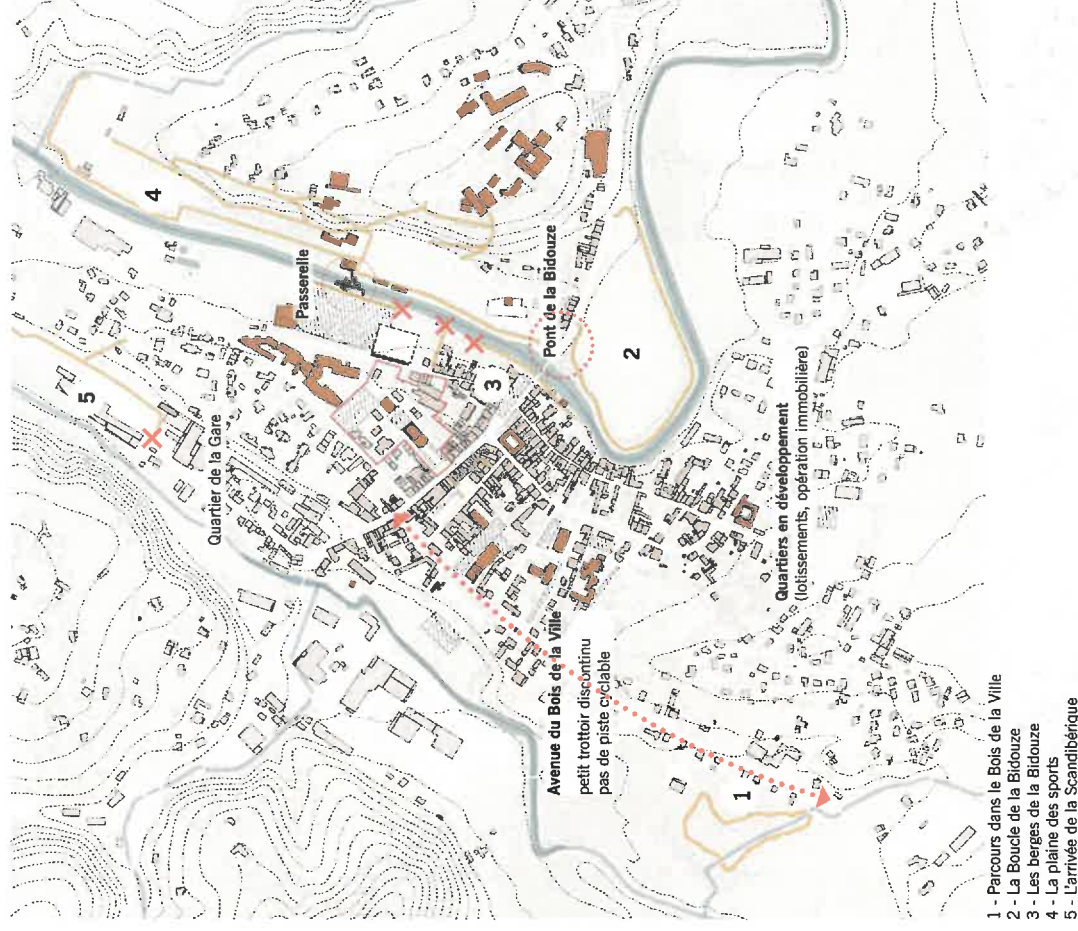 4
Passerelle
5
Quartier de la Gare
Pont de la Bidouze
3
2
Quartiers en développement
(lotissements, opération immobilière)
Avenue du Bois de la Ville
petit trottoir discontinu
pas de piste cyclable
1
1 - Parcours dans le Bois de la Ville
2 - La Boucle de la Bidouze
3 - Les berges de la Bidouze
4 - La plaine des sports
5 - L'arrivée de la Scandibérique